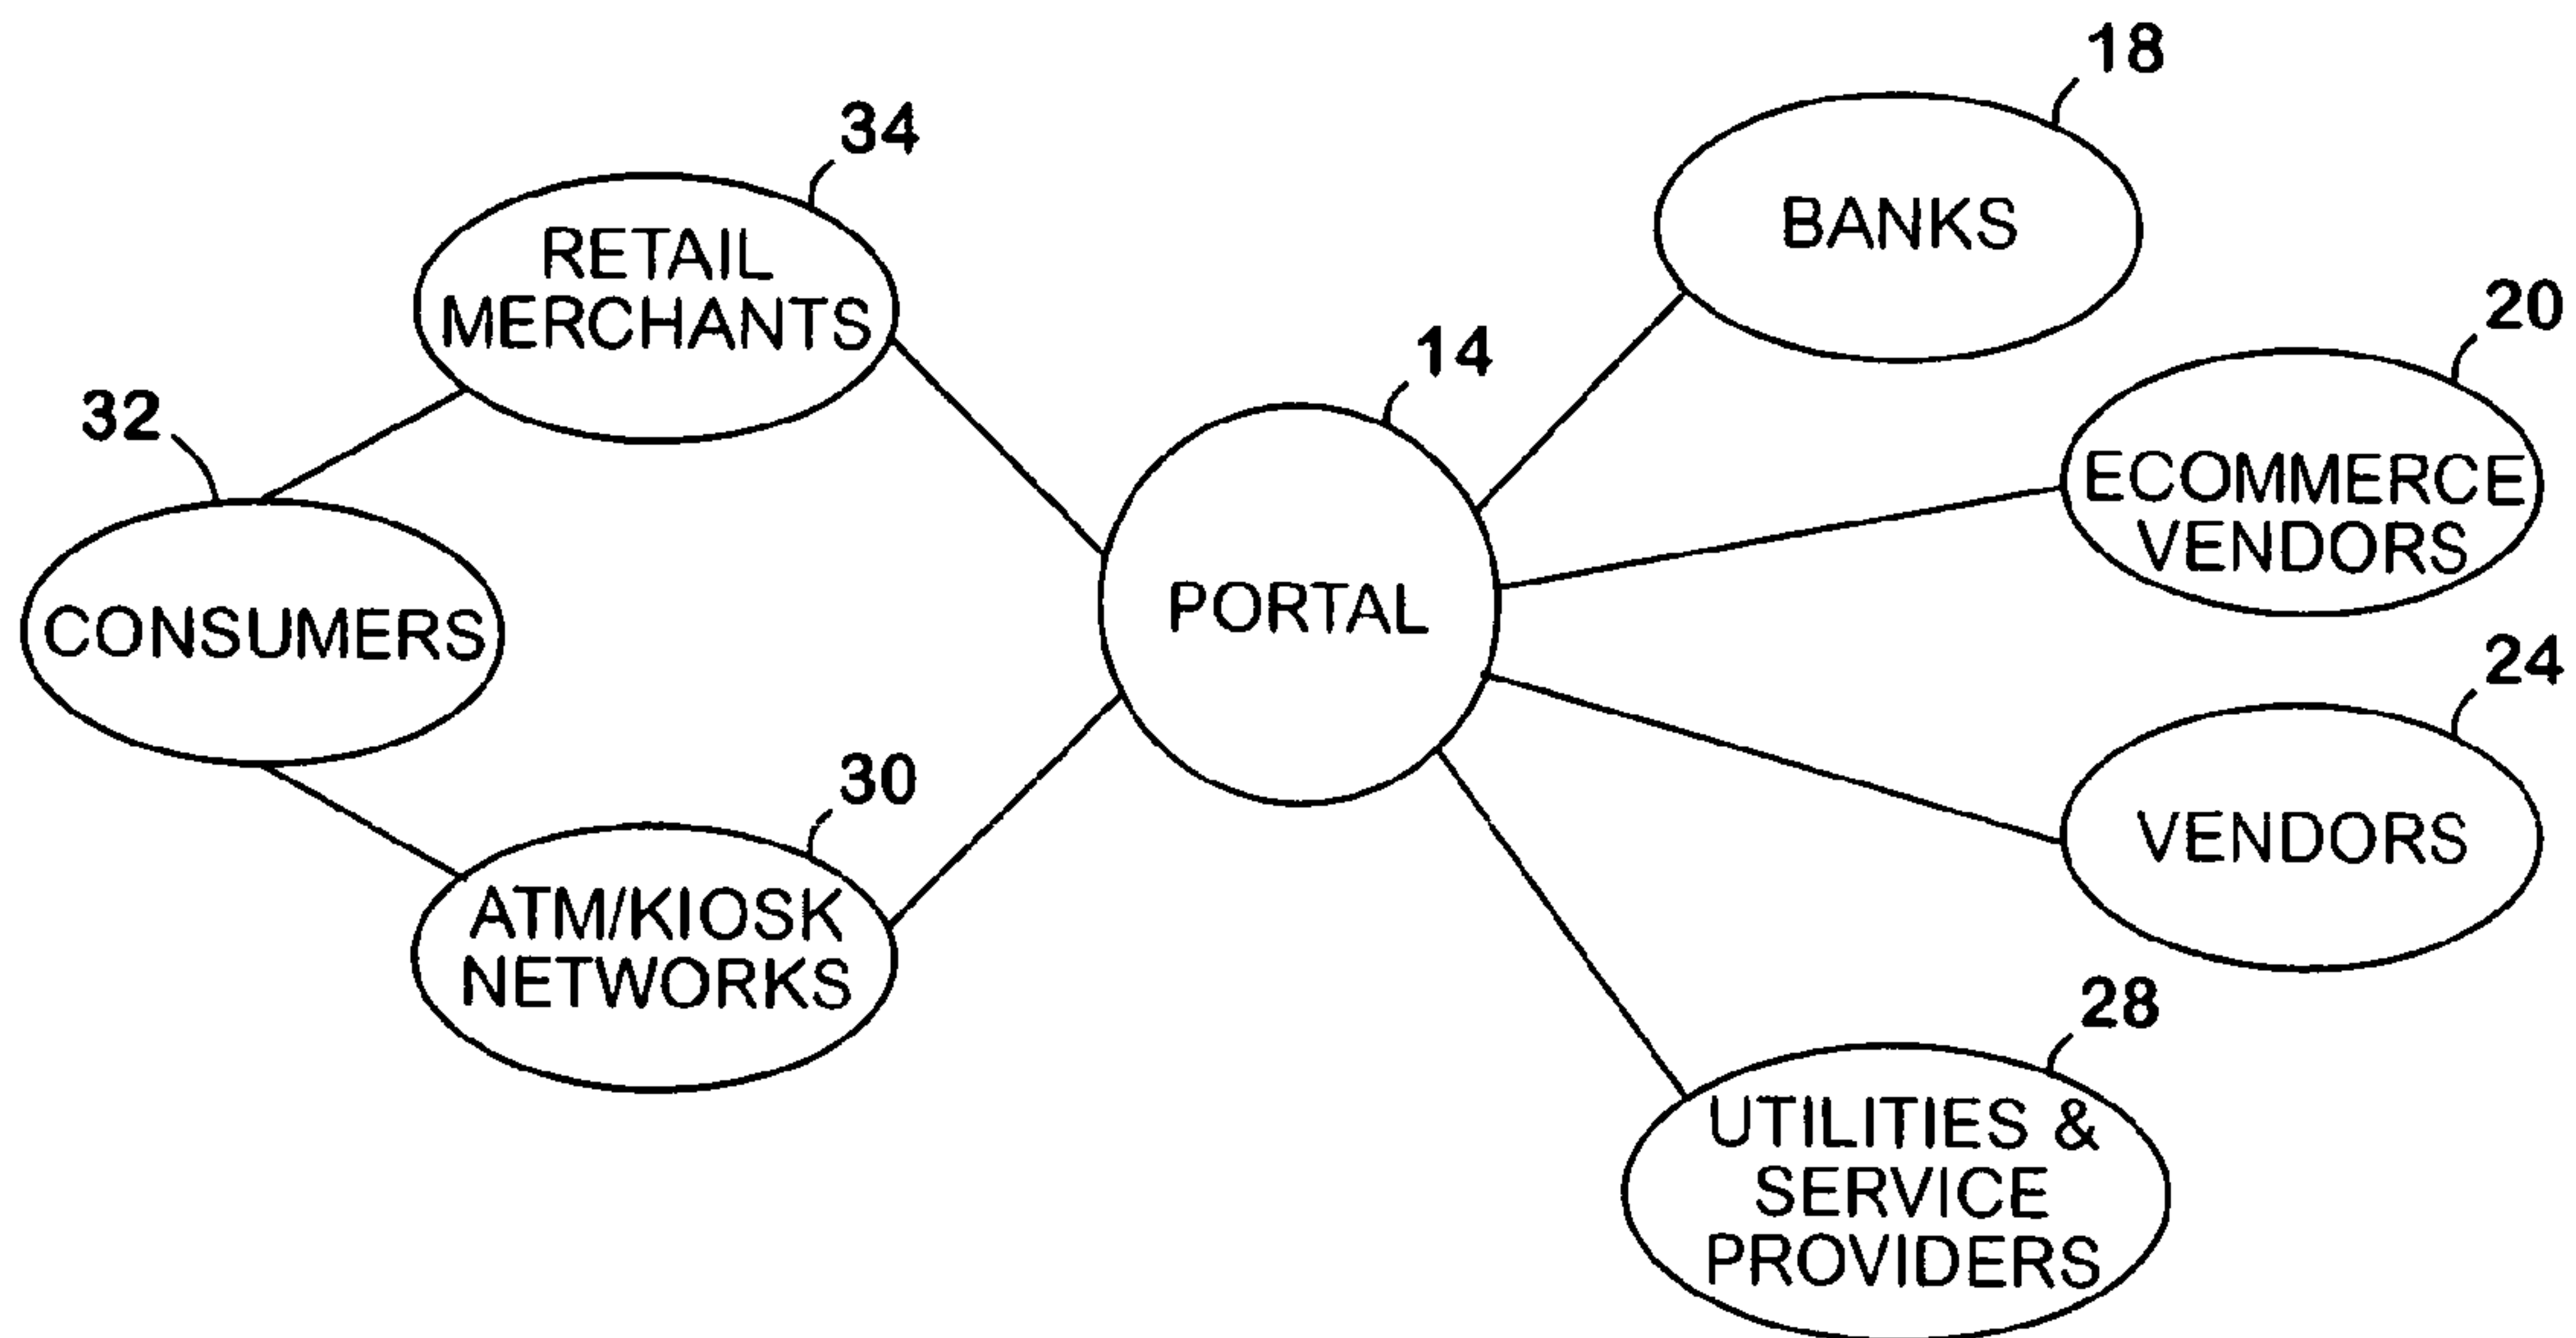 18
34
BANKS
RETAIL
MERCHANTS
20
14
32
ECOMMERCE
VENDORS
CONSUMERS
PORTAL
24
30
VENDORS
ATM/KIOSK
NETWORKS
28
UTILITIES &
SERVICE
PROVIDERS